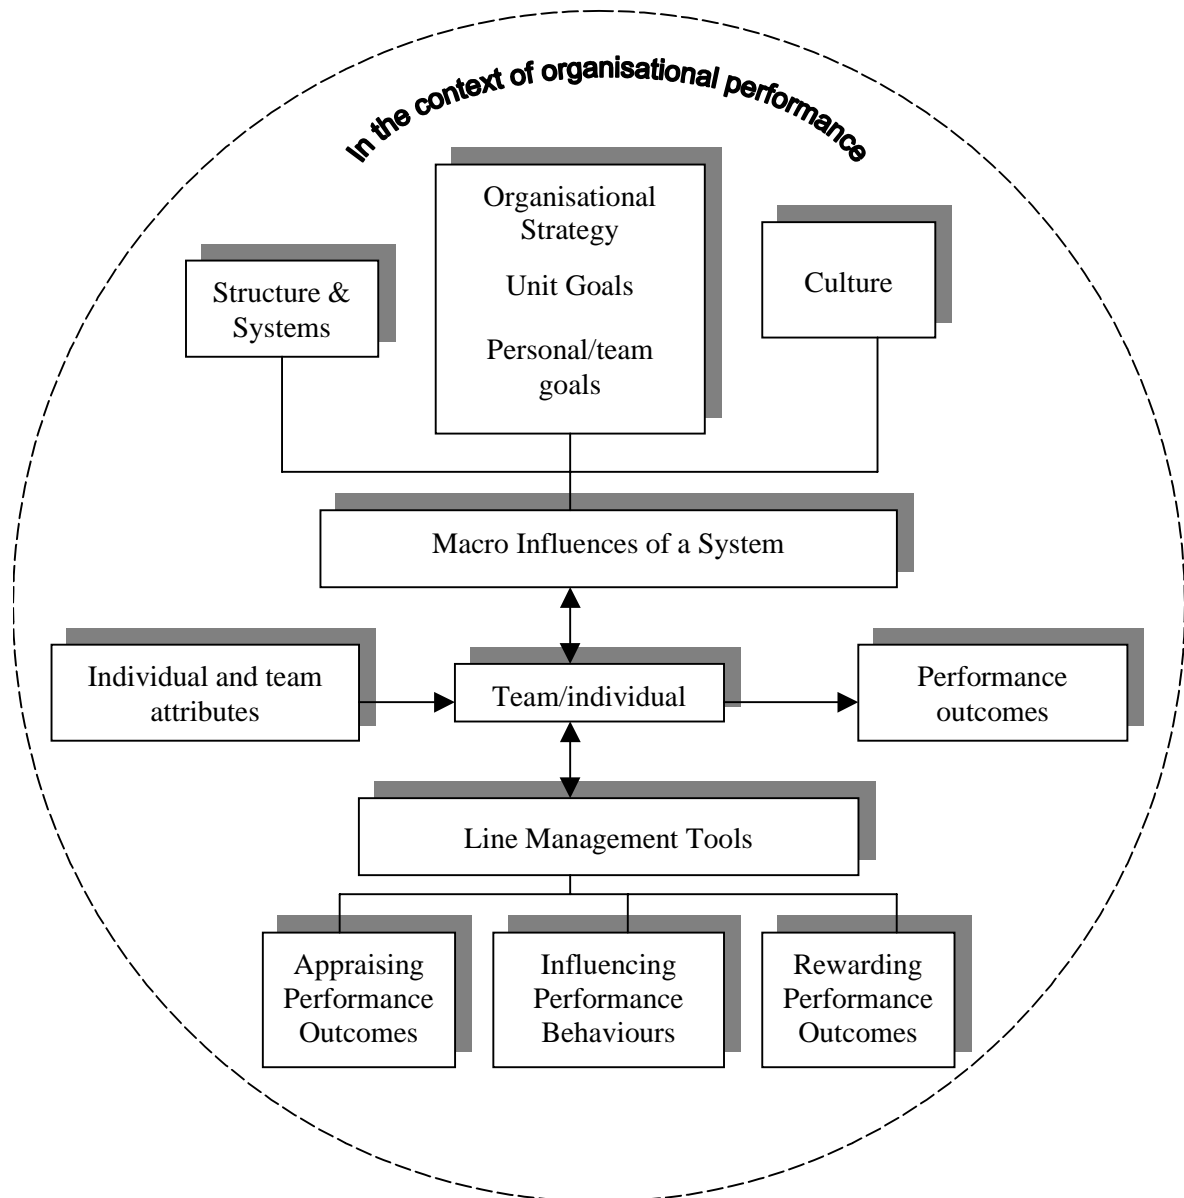 In the context of organisational performance
Organisational
Strategy
Unit Goals
Personal/team
goals
Structure &
Systems
Culture
Macro Influences of a System
Individual and team
attributes
Team/individual
Performance
outcomes
Line Management Tools
Appraising
Performance
Outcomes
Influencing
Performance
Behaviours
Rewarding
Performance
Outcomes